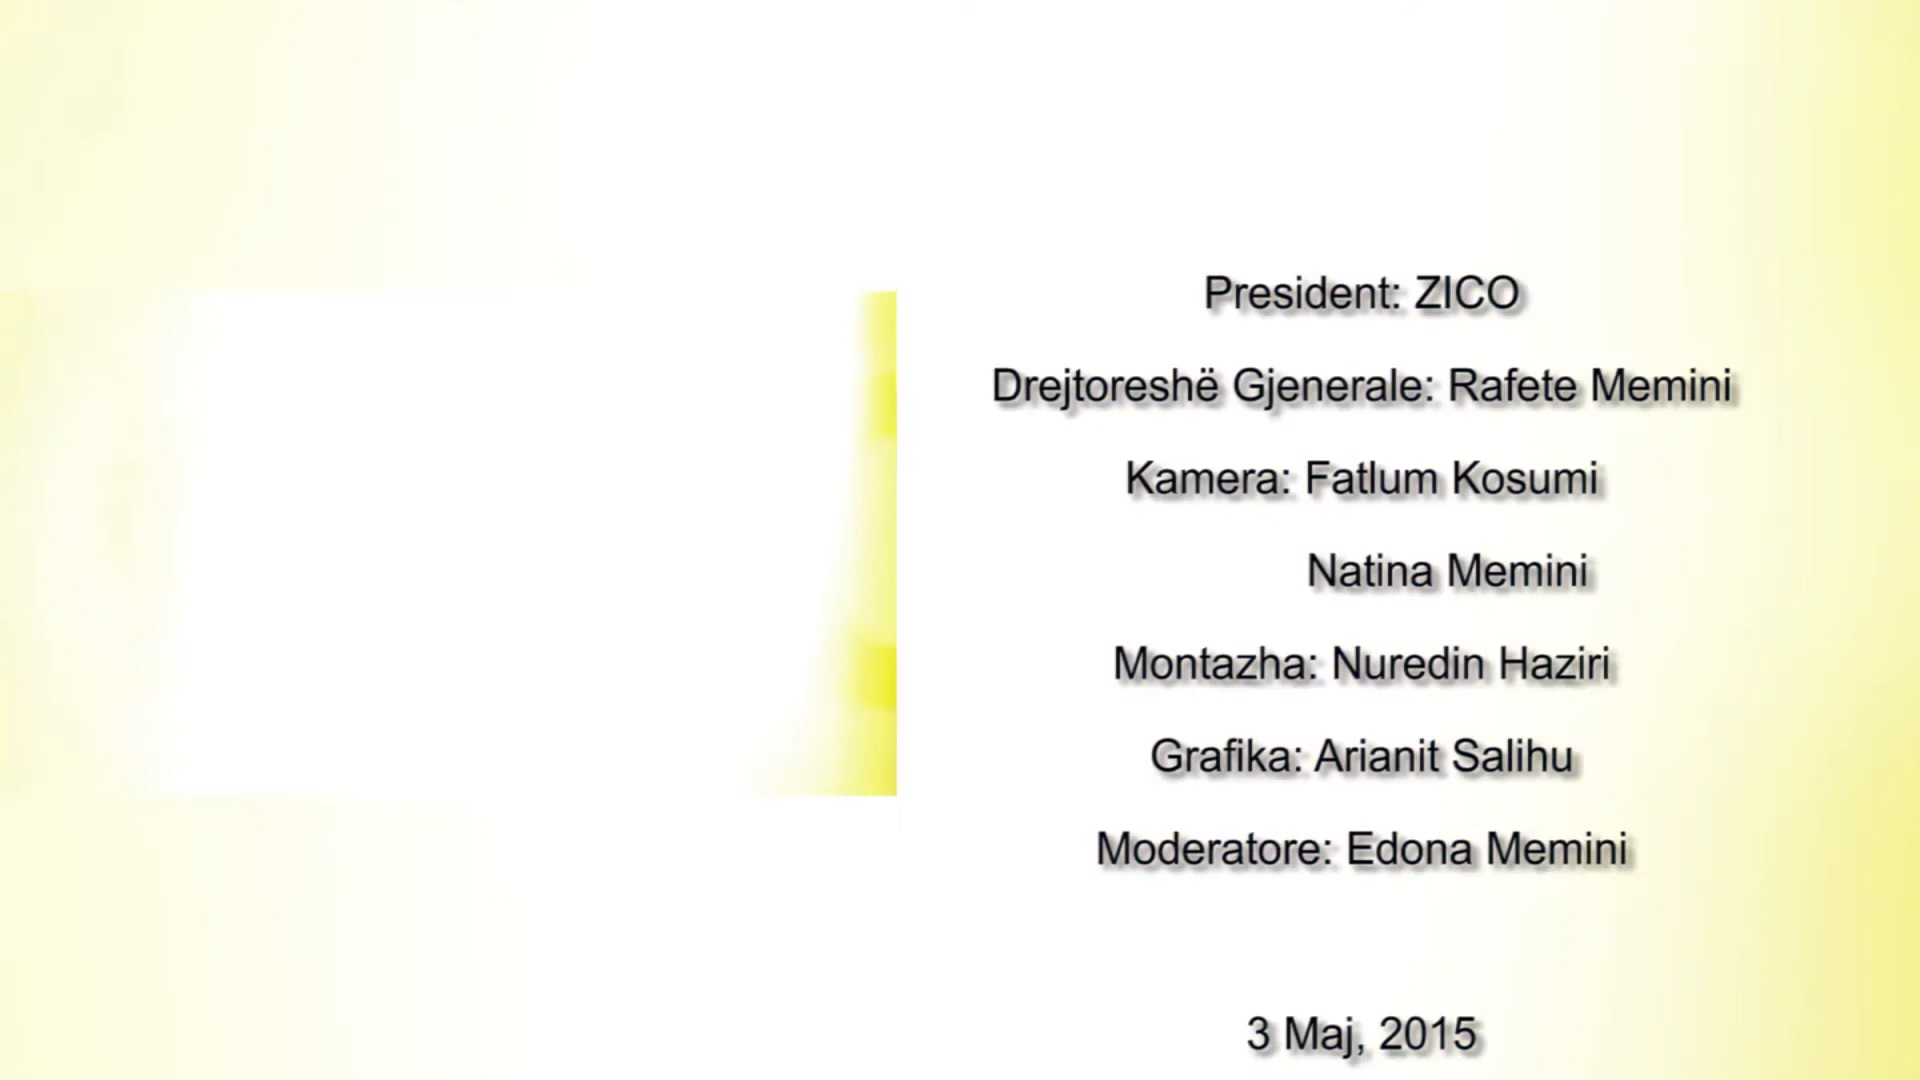 President: ZICO
Drejtoreshë Gjenerale: Rafete Memini
Kamera: Fatlum Kosumi
Natina Memini
Montazha: Nuredin Haziri
Grafika: Arianit Salihu
Moderatore: Edona Memini
3 Maj, 2015